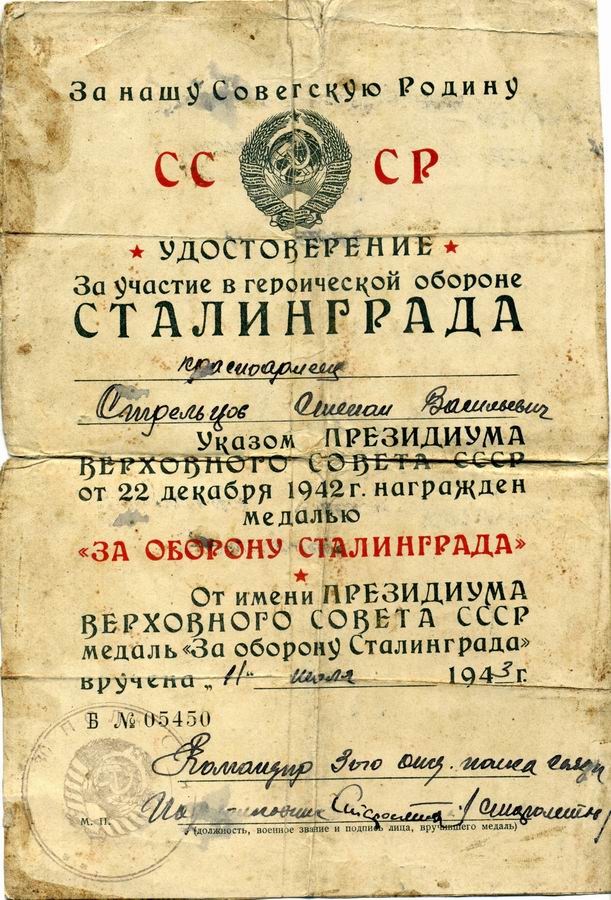 За нашу Советскую Родину
СС СР
УДОСТОВЕРЕНИЕ
За участие в героической обороне
СТАЛИНГРАДА
красноармеец
Стрельцов Степан Васильевич
Указом ПРЕЗИДИУМА
ВЕРХОВНОГО СОВЕТА СССР
от 22 декабря 1942 г. награжден
медалью
«ЗА ОБОРОНУ СТАЛИНГРАДА»
От имени ПРЕЗИДИУМА
ВЕРХОВНОГО СОВЕТА СССР
медаль «За оборону Сталинграда»
вручена „11" июля 1943 г.
Б № 05450
Командир отд. полка связи
М. П.
(должность, военное звание и подпись лица, вручившего медаль)